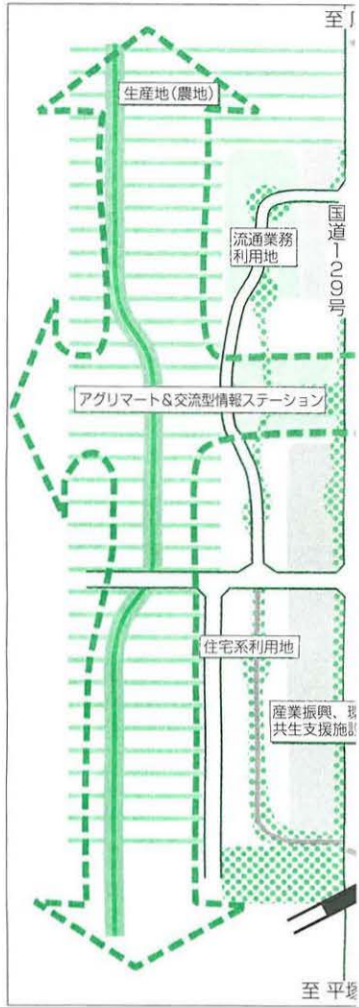 至
生産地(農地)
国道129号
流通業務
利用地
アグリマート&交流型情報ステーション
住宅系利用地
産業振興、
共生支援施設
至 平塚